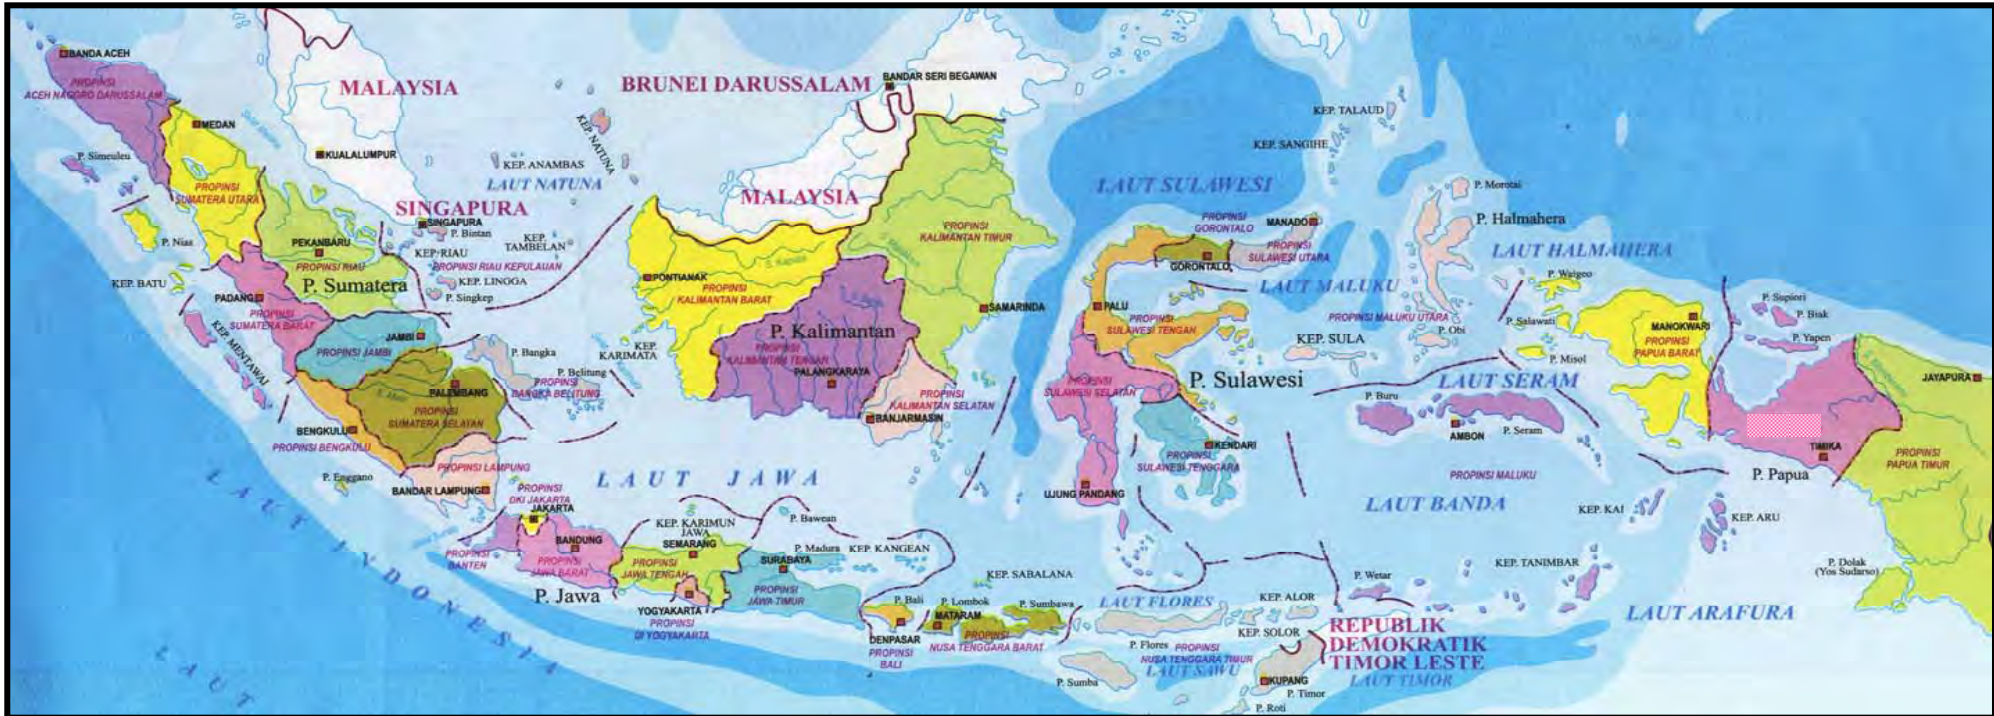 BANDA ACEH
PROPINSI
ACEH NAGGRO DARUSSALAM
MEDAN
P. Simeuleu
PROPINSI
SUMATERA UTARA
P. Nias
KEP. BATU
MALAYSIA
KUALALUMPUR
SINGAPURA
SINGAPURA
P. Bintan
PEKANBARU
PROPINSI RIAU
P. Sumatera
KEP. RIAU
PROPINSI RIAU KEPULAUAN
KEP. LINGGA
P. Singkep
KEP.
TAMBELAN
KEP. ANAMBAS
KEP. NATUNA
LAUT NATUNA
PADANG
PROPINSI
SUMATERA BARAT
KEP. MENTAWAI
JAMBI
PROPINSI JAMBI
P. Bangka
P. Belitung
PROPINSI
BANGKA BELITUNG
PALEMBANG
PROPINSI
SUMATERA SELATAN
BENGKULU
PROPINSI BENGKULU
P. Enggano
PROPINSI LAMPUNG
BANDAR LAMPUNG
LAUT INDONESIA
LAUT
BRUNEI DARUSSALAM
BANDAR SERI BEGAWAN
MALAYSIA
PROPINSI
KALIMANTAN TIMUR
S. Kapuas
PONTIANAK
PROPINSI
KALIMANTAN BARAT
KEP.
KARIMATA
P. Kalimantan
PROPINSI
KALIMANTAN TENGAH
PALANGKARAYA
SAMARINDA
PROPINSI
KALIMANTAN SELATAN
BANJARMASIN
LAUT JAWA
PROPINSI
DKI JAKARTA
JAKARTA
PROPINSI
BANTEN
BANDUNG
PROPINSI
JAWA BARAT
P. Jawa
KEP. KARIMUN
JAWA
SEMARANG
PROPINSI
JAWA TENGAH
YOGYAKARTA
PROPINSI
DI YOGYAKARTA
P. Bawean
P. Madura
KEP. KANGEAN
SURABAYA
PROPINSI
JAWA TIMUR
P. Bali
DENPASAR
PROPINSI
BALI
P. Lombok
MATARAM
P. Sumbawa
PROPINSI
NUSA TENGGARA BARAT
KEP. SABALANA
LAUT FLORES
P. Flores
PROPINSI
NUSA TENGGARA TIMUR
LAUT SAWU
P. Sumba
KEP. ALOR
KEP. SOLOR
KUPANG
P. Timor
P. Roti
REPUBLIK
DEMOKRATIK
TIMOR LESTE
LAUT TIMOR
P. Wetar
KEP. TANIMBAR
LAUT SULAWESI
KEP. TALAUD
KEP. SANGIHE
PROPINSI
GORONTALO
MANADO
PROPINSI
SULAWESI UTARA
GORONTALO
PALU
PROPINSI
SULAWESI TENGAH
LAUT MALUKU
P. Sulawesi
PROPINSI
SULAWESI SELATAN
KENDARI
PROPINSI
SULAWESI TENGGARA
UJUNG PANDANG
P. Morotai
P. Halmahera
LAUT HALMAHERA
PROPINSI MALUKU UTARA
P. Obi
KEP. SULA
P. Waigeo
P. Salawati
P. Misol
LAUT SERAM
P. Buru
AMBON
P. Seram
PROPINSI MALUKU
LAUT BANDA
MANOKWARI
PROPINSI
PAPUA BARAT
P. Supiori
P. Biak
P. Yapen
JAYAPURA
TIMIKA
P. Papua
PROPINSI
PAPUA TIMUR
KEP. KAI
KEP. ARU
P. Dolak
(Yos Sudarso)
LAUT ARAFURA